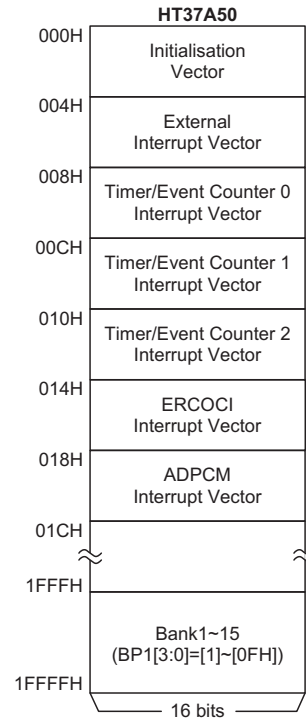 HT37A50
000H
Initialisation
Vector
004H
External
Interrupt Vector
008H
Timer/Event Counter 0
Interrupt Vector
00CH
Timer/Event Counter 1
Interrupt Vector
010H
Timer/Event Counter 2
Interrupt Vector
014H
ERCOCI
Interrupt Vector
018H
ADPCM
Interrupt Vector
01CH
1FFFH
Bank1~15
(BP1[3:0]=[1]~[0FH])
1FFFFH
16 bits